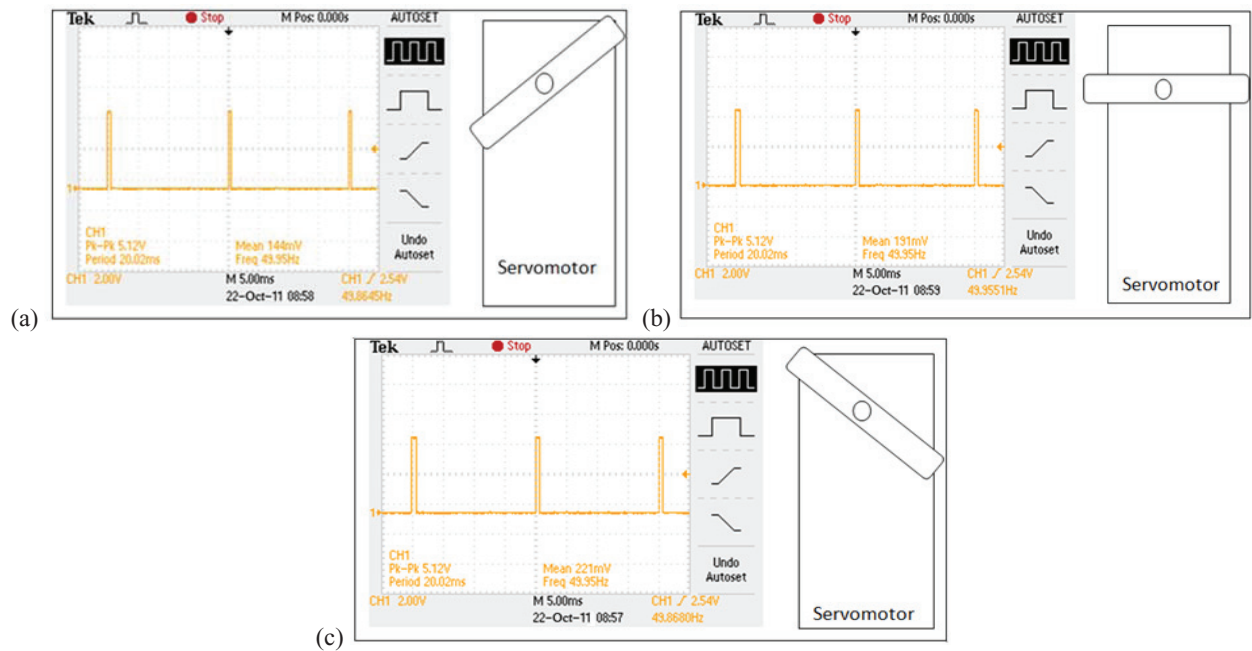 Tek Stop M Pos: 0.000s AUTOSET
1
CH1
Pk-Pk 5.12V Mean 144mV
Period 20.02ms Freq 49.95Hz
Undo
Autoset
CH1 2.00V M 5.00ms CH1 2.54V
22-Oct-11 08:58 49.8645Hz
Servomotor
(a)
Tek Stop M Pos: 0.000s AUTOSET
1
CH1
Pk-Pk 5.12V Mean 191mV
Period 20.02ms Freq 49.95Hz
Undo
Autoset
CH1 2.00V M 5.00ms CH1 2.54V
22-Oct-11 08:59 49.9551Hz
Servomotor
(b)
Tek Stop M Pos: 0.000s AUTOSET
1
CH1
Pk-Pk 5.12V Mean 221mV
Period 20.02ms Freq 49.95Hz
Undo
Autoset
CH1 2.00V M 5.00ms CH1 2.54V
22-Oct-11 08:57 49.8680Hz
Servomotor
(c)